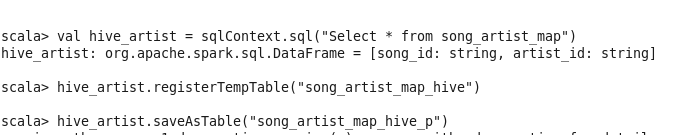 scala> val hive_artist = sqlContext.sql("Select * from song_artist_map")
hive_artist: org.apache.spark.sql.DataFrame = [song_id: string, artist_id: string]
scala> hive_artist.registerTempTable("song_artist_map_hive")
scala> hive_artist.saveAsTable("song_artist_map_hive_p")